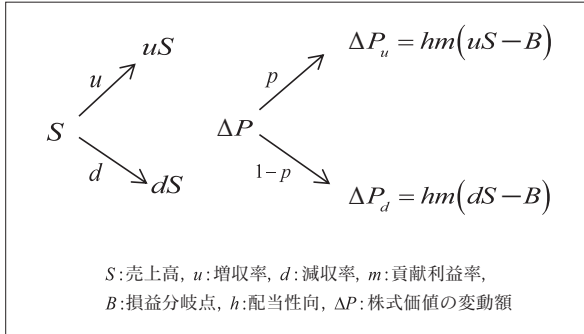 uS
ΔP_u = hm(uS−B)
u
p
S
ΔP
d
1−p
dS
ΔP_d = hm(dS−B)
S:売上高, u:増収率, d:減収率, m:貢献利益率,
B:損益分岐点, h:配当性向, ΔP:株式価値の変動額